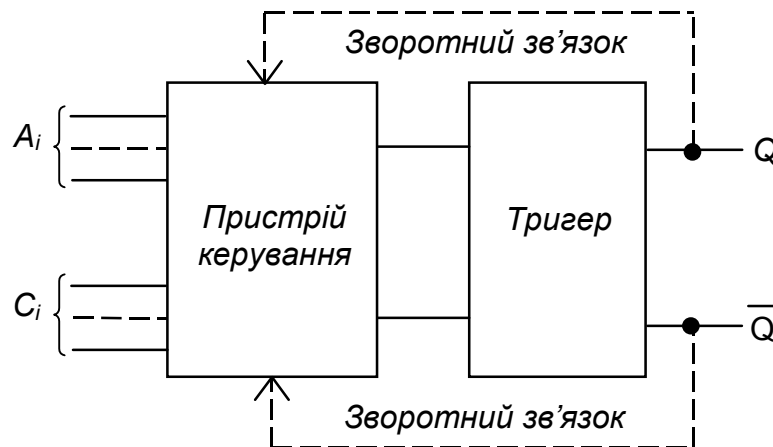 Зворотний зв’язок
Ai
Q
Пристрій
керування
Тригер
Ci
Q̅
Зворотний зв’язок